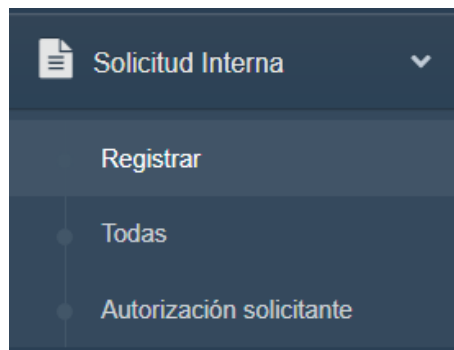 Solicitud Interna
Registrar
Todas
Autorización solicitante